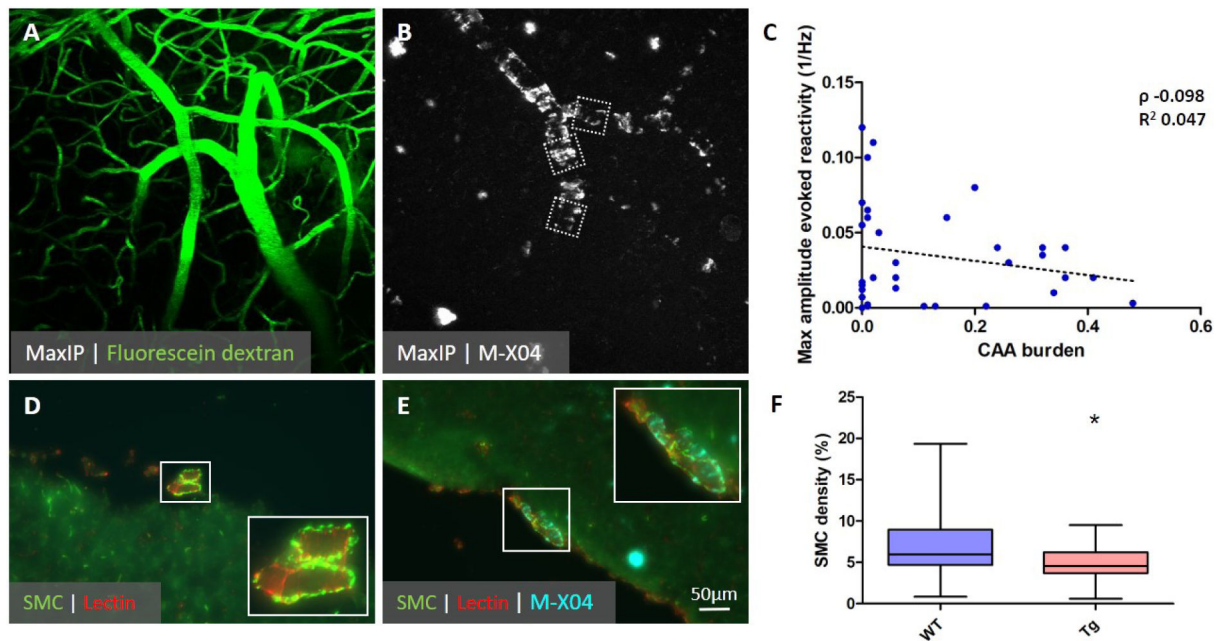 A
MaxIP | Fluorescein dextran
B
MaxIP | M-X04
C
Max amplitude evoked reactivity (1/Hz)
0.15
0.10
0.05
0.00
0.0
0.2
0.4
0.6
CAA burden
ρ -0.098
R² 0.047
D
SMC | Lectin
E
SMC | Lectin | M-X04
50μm
F
SMC density (%)
25
20
15
10
5
0
*
WT
Tg